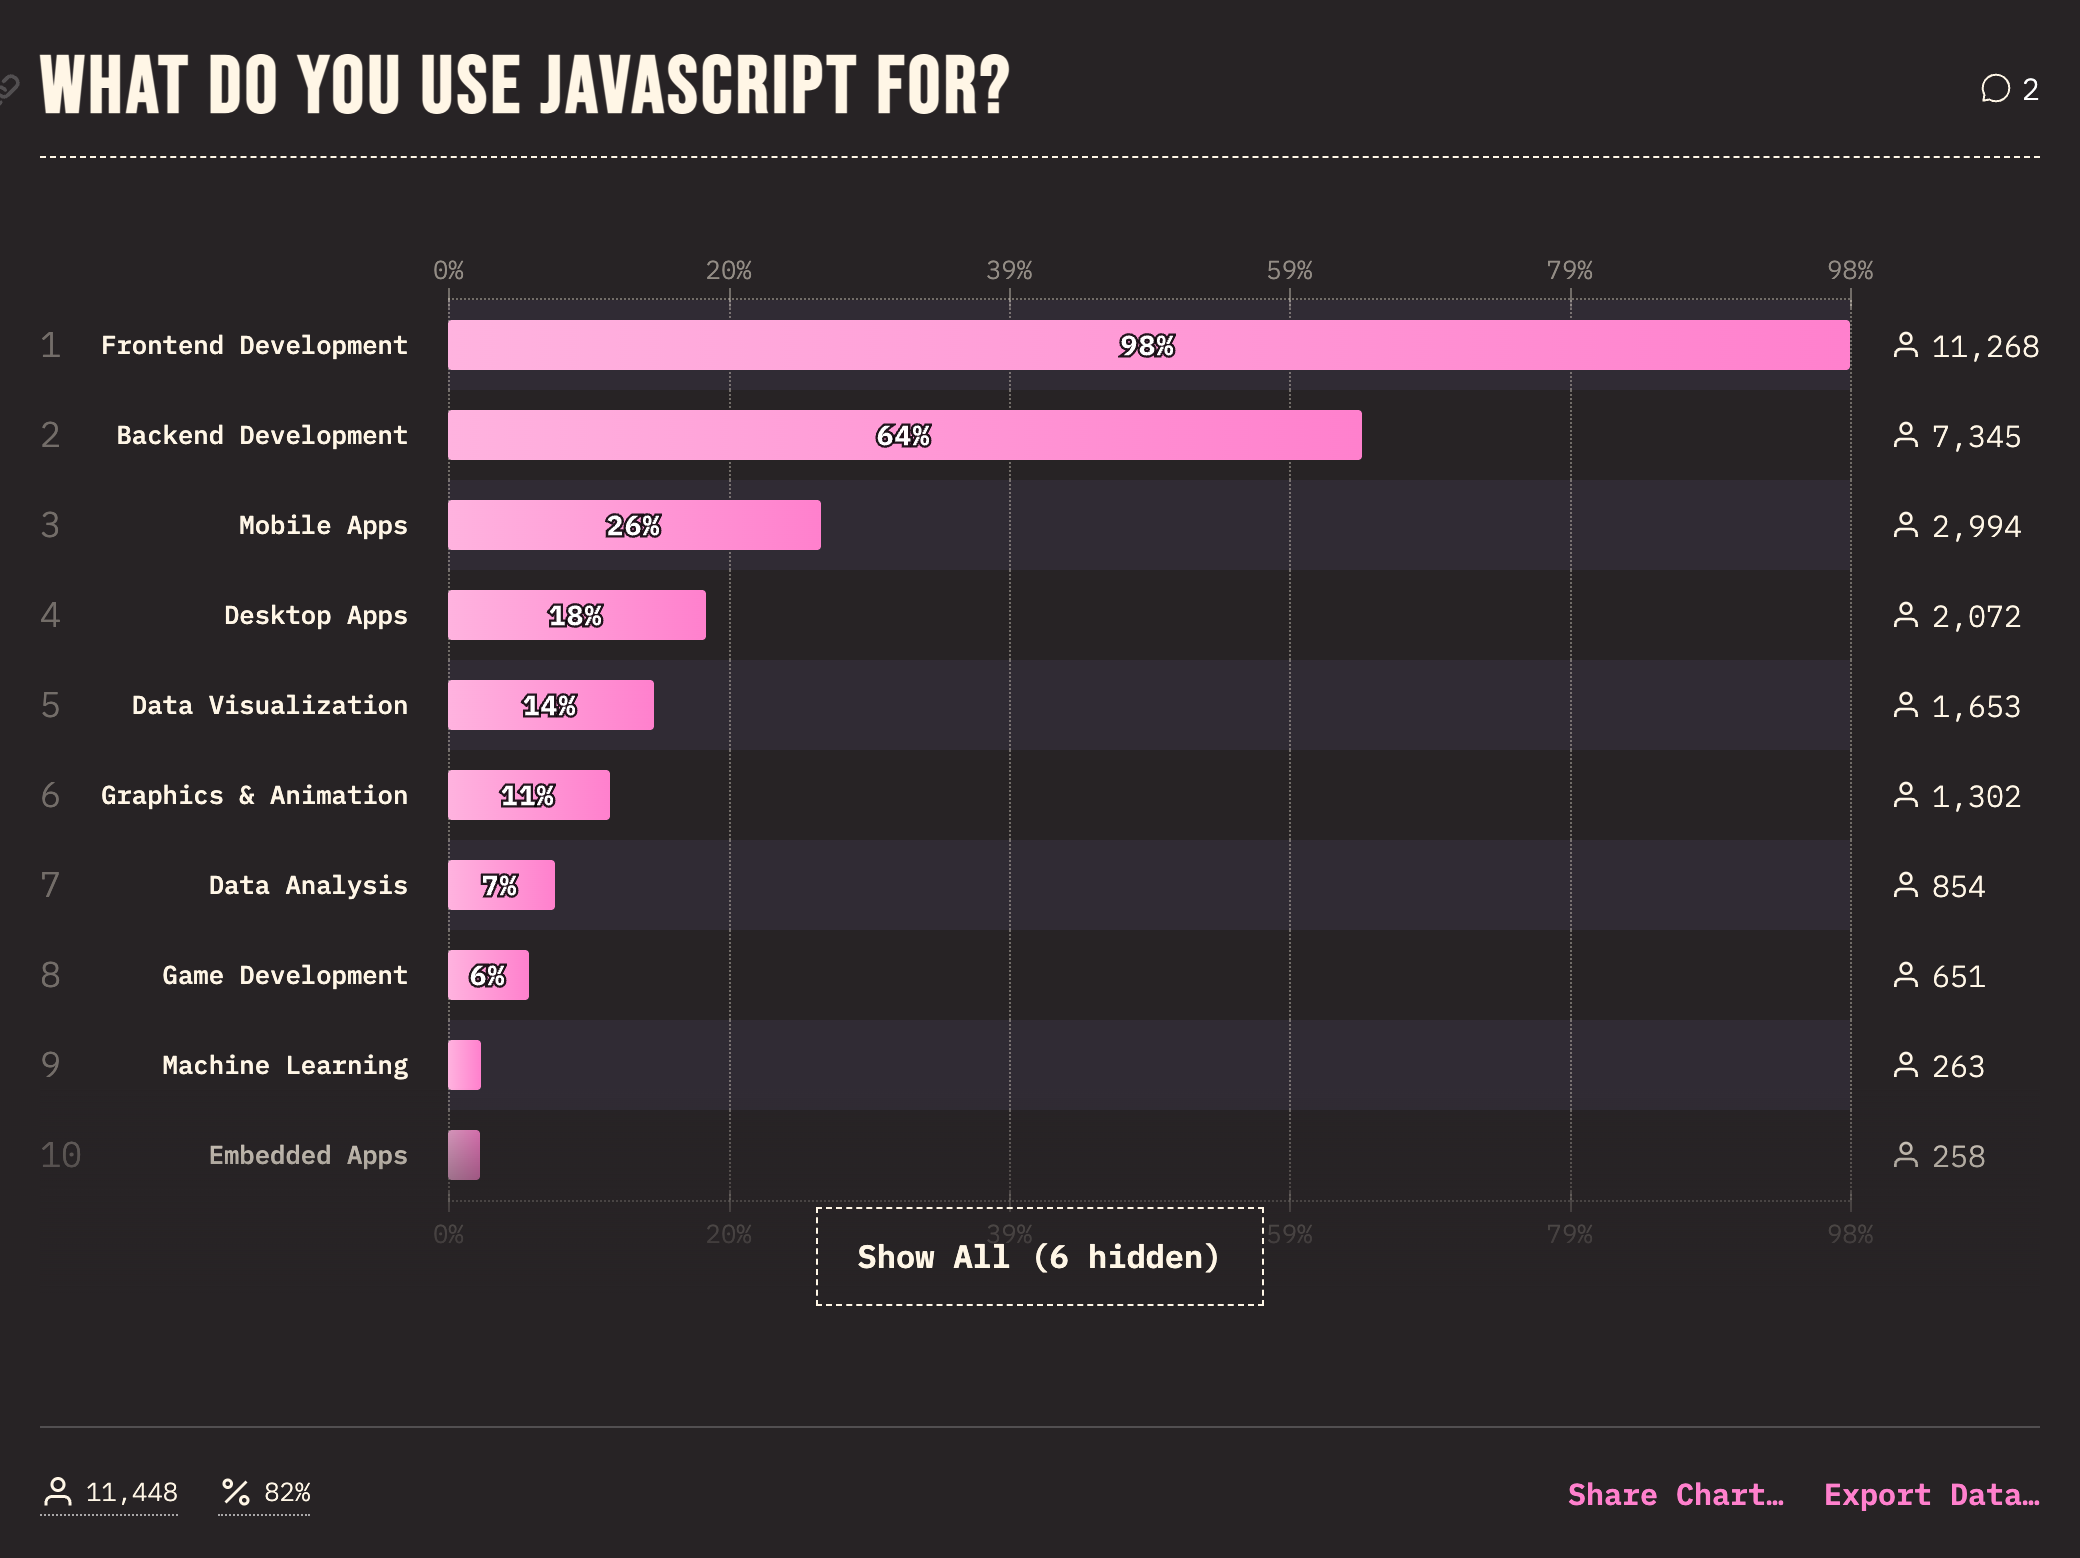 WHAT DO YOU USE JAVASCRIPT FOR?
2
0% 20% 39% 59% 79% 98%
1 Frontend Development 98% 11,268
2 Backend Development 64% 7,345
3 Mobile Apps 26% 2,994
4 Desktop Apps 18% 2,072
5 Data Visualization 14% 1,653
6 Graphics & Animation 11% 1,302
7 Data Analysis 7% 854
8 Game Development 6% 651
9 Machine Learning 263
10 Embedded Apps 258
0% 20% 39% 59% 79% 98%
Show All (6 hidden)
11,448 % 82% Share Chart… Export Data…